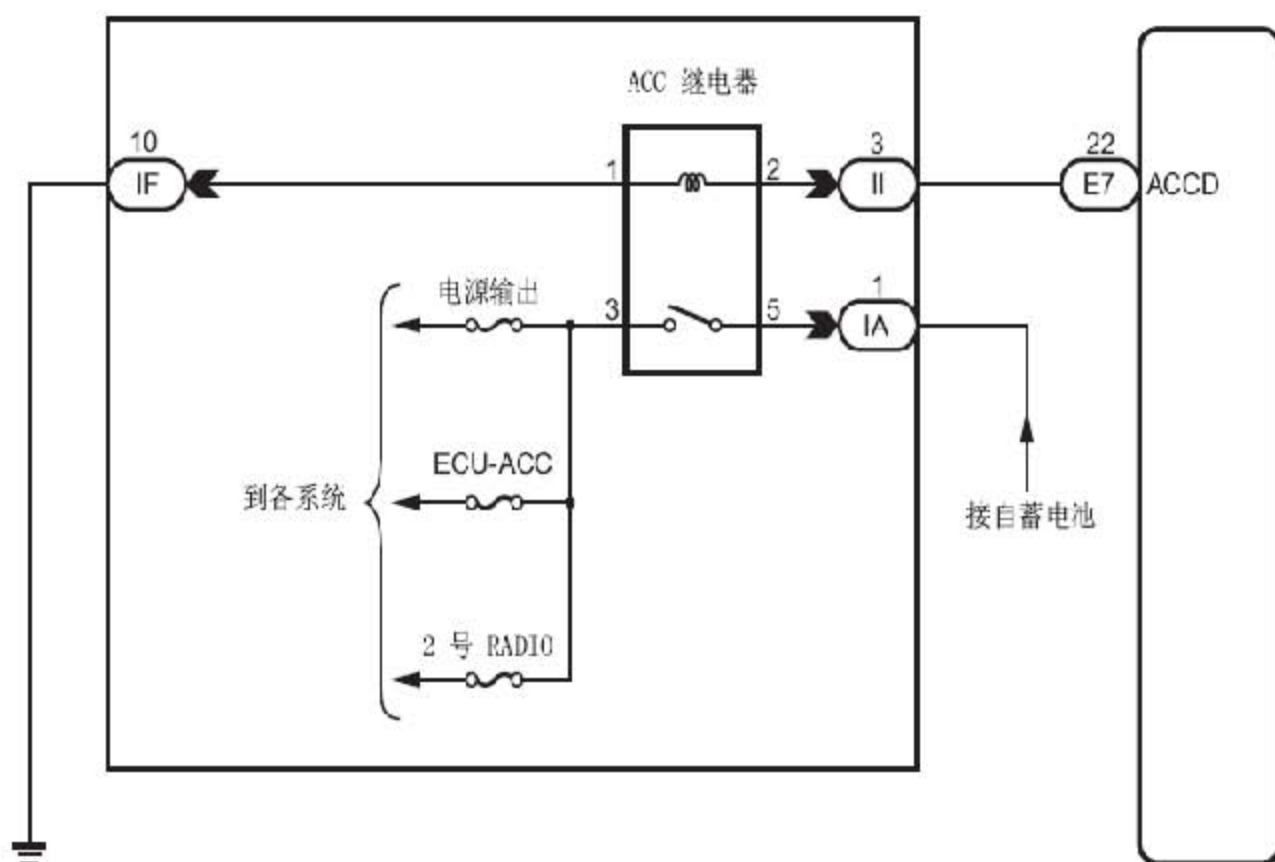 ACC 继电器
10
IF
1
2
3
II
22
E7
ACCD
电源输出
3
5
1
IA
ECU-ACC
到各系统
接自蓄电池
2 号 RADIO